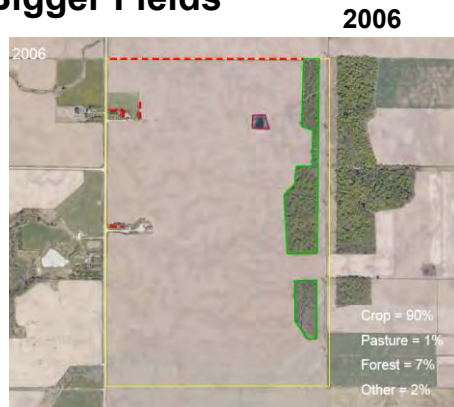 Bigger Fields
2006
2006
Crop = 90%
Pasture = 1%
Forest = 7%
Other = 2%